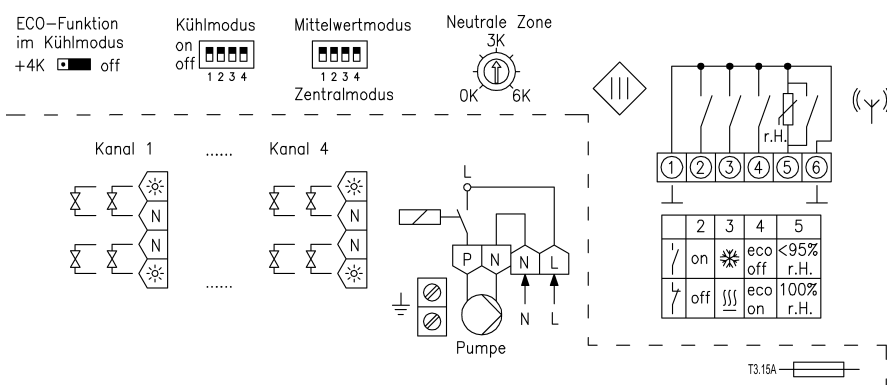 ECO-Funktion
im Kühlmodus
+4K off
Kühlmodus
on
off
1 2 3 4
Mittelwertmodus
1 2 3 4
Zentralmodus
Neutrale Zone
3K
0K 6K
r.H.
1 2 3 4 5 6
Kanal 1 ...... Kanal 4
N N
N N
......
L
P N N L
N L
Pumpe
2 3 4 5
on eco <95%
off r.H.
off eco 100%
on r.H.
T3.15A